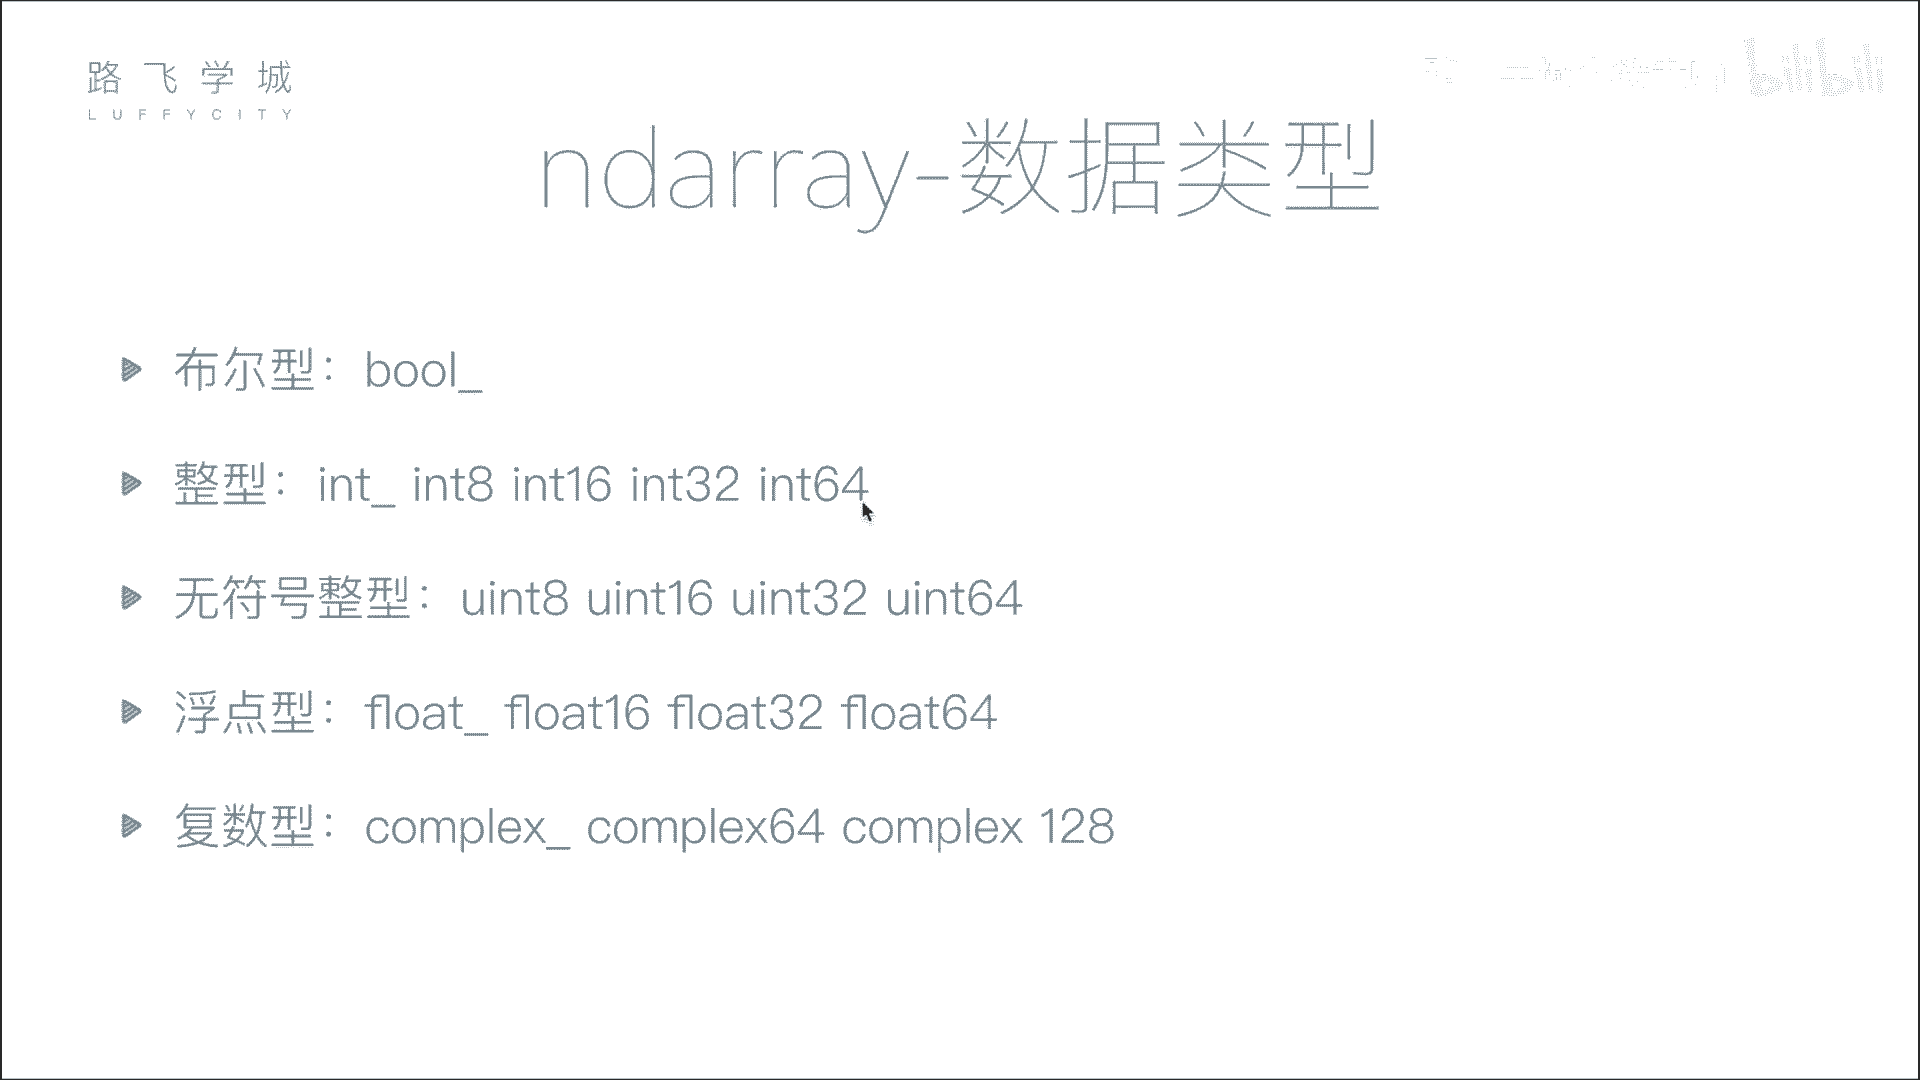 路飞学城
LUFFYCITY
bilibili
ndarray-数据类型
布尔型：bool_
整型：int_ int8 int16 int32 int64
无符号整型：uint8 uint16 uint32 uint64
浮点型：float_ float16 float32 float64
复数型：complex_ complex64 complex 128